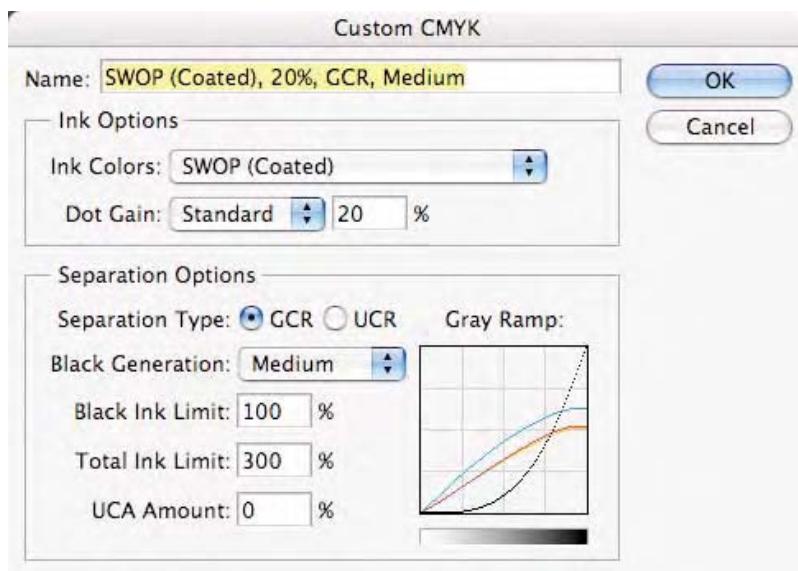 Custom CMYK
Name: SWOP (Coated), 20%, GCR, Medium
OK
Cancel
Ink Options
Ink Colors: SWOP (Coated)
Dot Gain: Standard 20 %
Separation Options
Separation Type: GCR UCR
Gray Ramp:
Black Generation: Medium
Black Ink Limit: 100 %
Total Ink Limit: 300 %
UCA Amount: 0 %